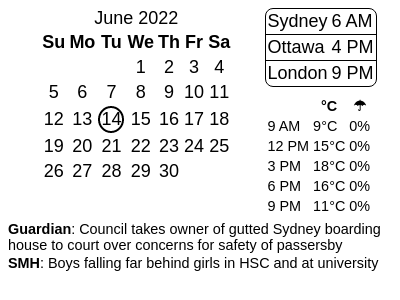 June 2022
Su Mo Tu We Th Fr Sa
1 2 3 4
5 6 7 8 9 10 11
12 13 14 15 16 17 18
19 20 21 22 23 24 25
26 27 28 29 30
Sydney 6 AM
Ottawa 4 PM
London 9 PM
°C ☂
9 AM 9°C 0%
12 PM 15°C 0%
3 PM 18°C 0%
6 PM 16°C 0%
9 PM 11°C 0%
Guardian: Council takes owner of gutted Sydney boarding
house to court over concerns for safety of passersby
SMH: Boys falling far behind girls in HSC and at university